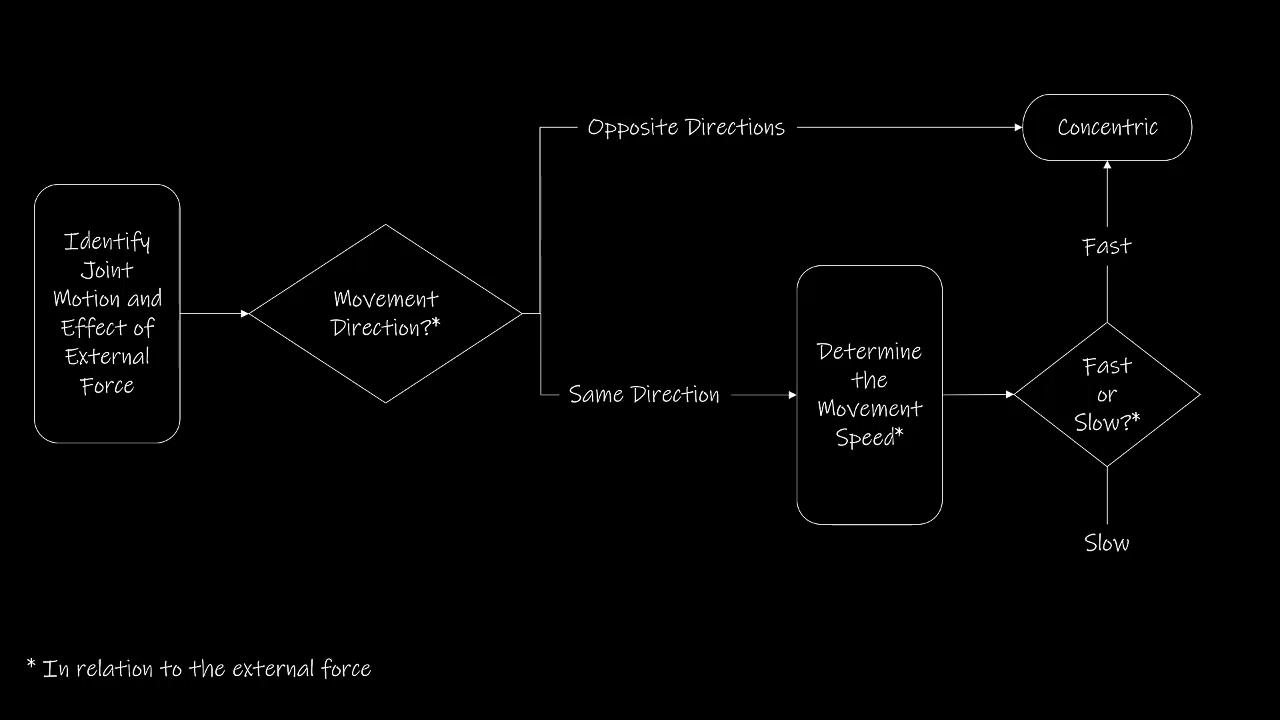 Identify
Joint
Motion and
Effect of
External
Force
Movement
Direction?*
Opposite Directions
Concentric
Same Direction
Determine
the
Movement
Speed*
Fast
Fast
or
Slow?*
Slow
* In relation to the external force